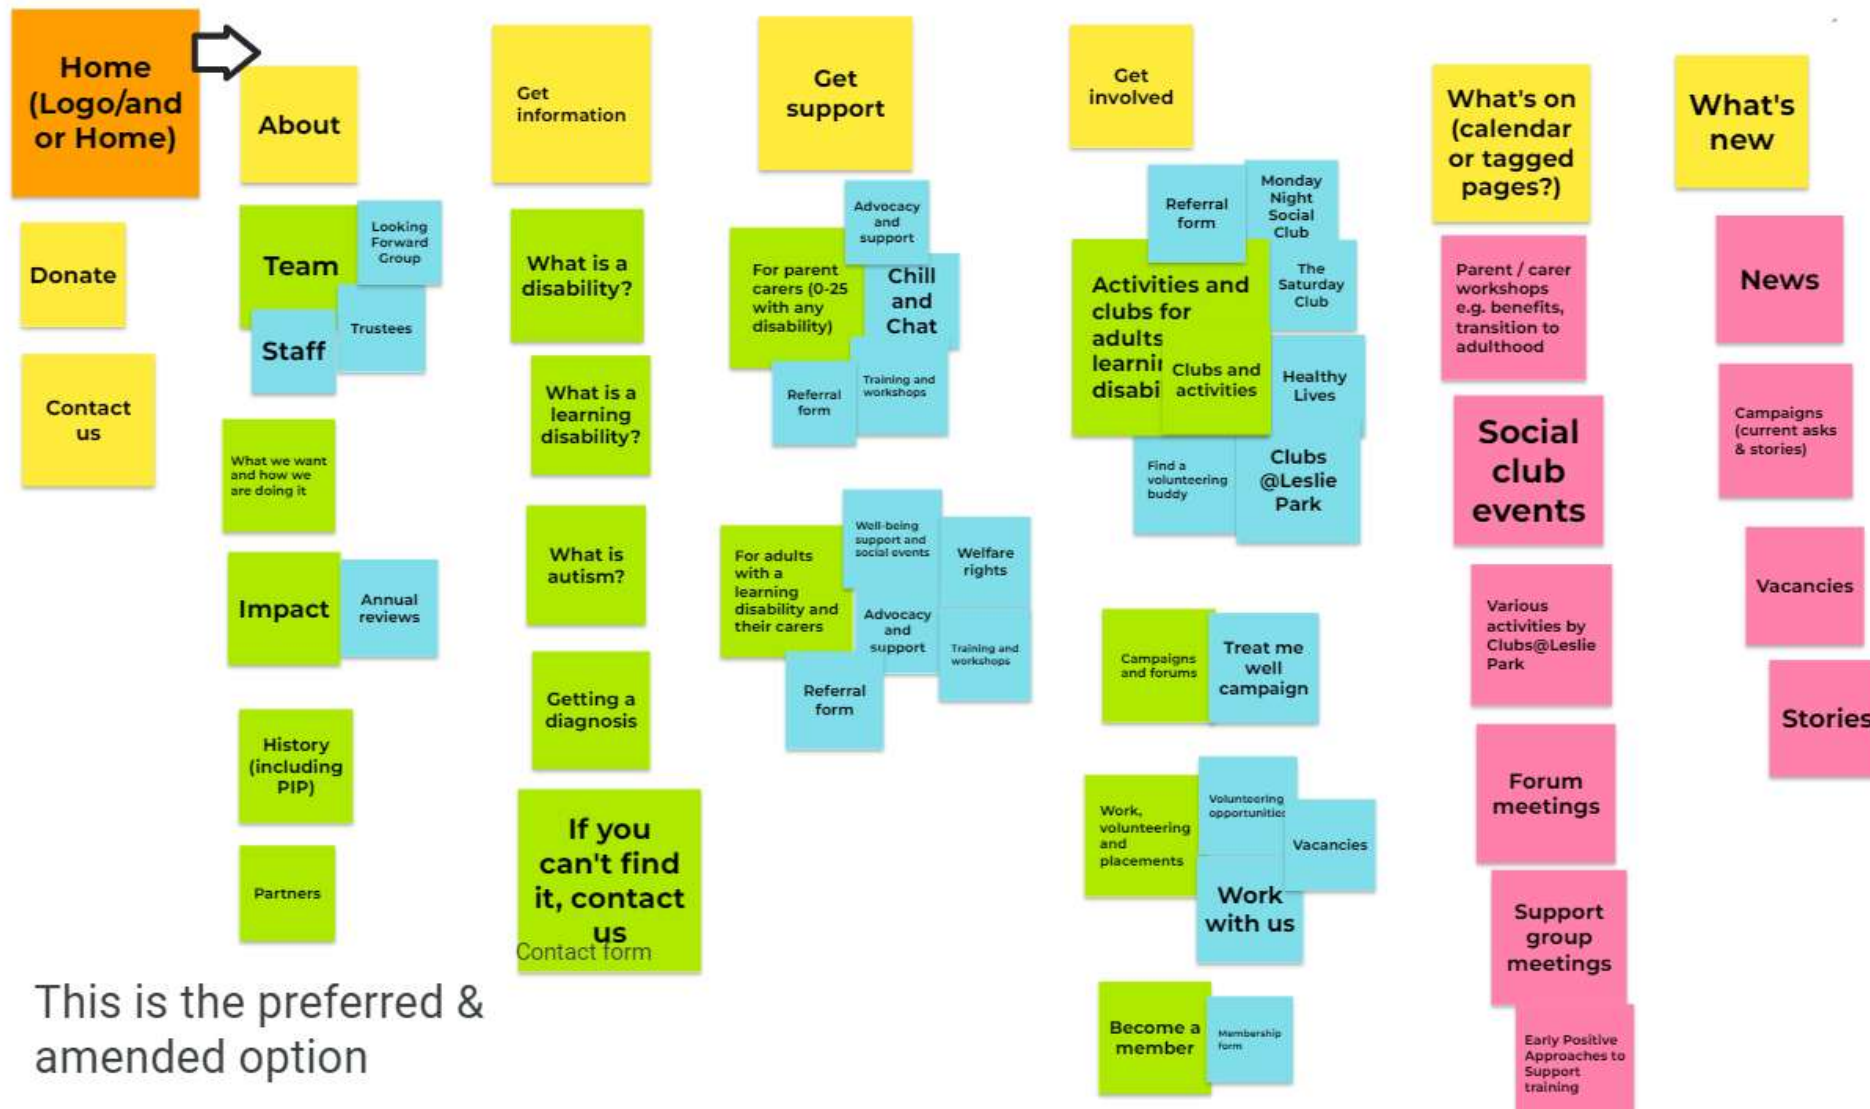 Home
(Logo/and
or Home)
Donate
Contact
us
About
Team
Looking
Forward
Group
Trustees
Staff
What we want
and how we
are doing it
Impact
Annual
reviews
History
(including
PIP)
Partners
Get
information
What is a
disability?
What is a
learning
disability?
What is
autism?
Getting a
diagnosis
If you
can't find
it, contact
us
Contact form
Get
support
Advocacy
and
support
For parent
carers (0-25
with any
disability)
Chill
and
Chat
Training and
workshops
Referral
form
Well-being
support and
social events
Welfare
rights
For adults
with a
learning
disability and
their carers
Advocacy
and
support
Training and
workshops
Referral
form
Get
involved
Referral
form
Monday
Night
Social
Club
Activities and
clubs for
adults
learnin
disabi
Clubs and
activities
The
Saturday
Club
Healthy
Lives
Find a
volunteering
buddy
Clubs
@Leslie
Park
Campaigns
and forums
Treat me
well
campaign
Work,
volunteering
and
placements
Volunteering
opportunities
Vacancies
Work
with us
Become a
member
Membership
form
What's on
(calendar
or tagged
pages?)
Parent / carer
workshops
e.g. benefits,
transition to
adulthood
Social
club
events
Various
activities by
Clubs@Leslie
Park
Forum
meetings
Support
group
meetings
Early Positive
Approaches to
Support
training
What's
new
News
Campaigns
(current asks
& stories)
Vacancies
Stories
This is the preferred &
amended option